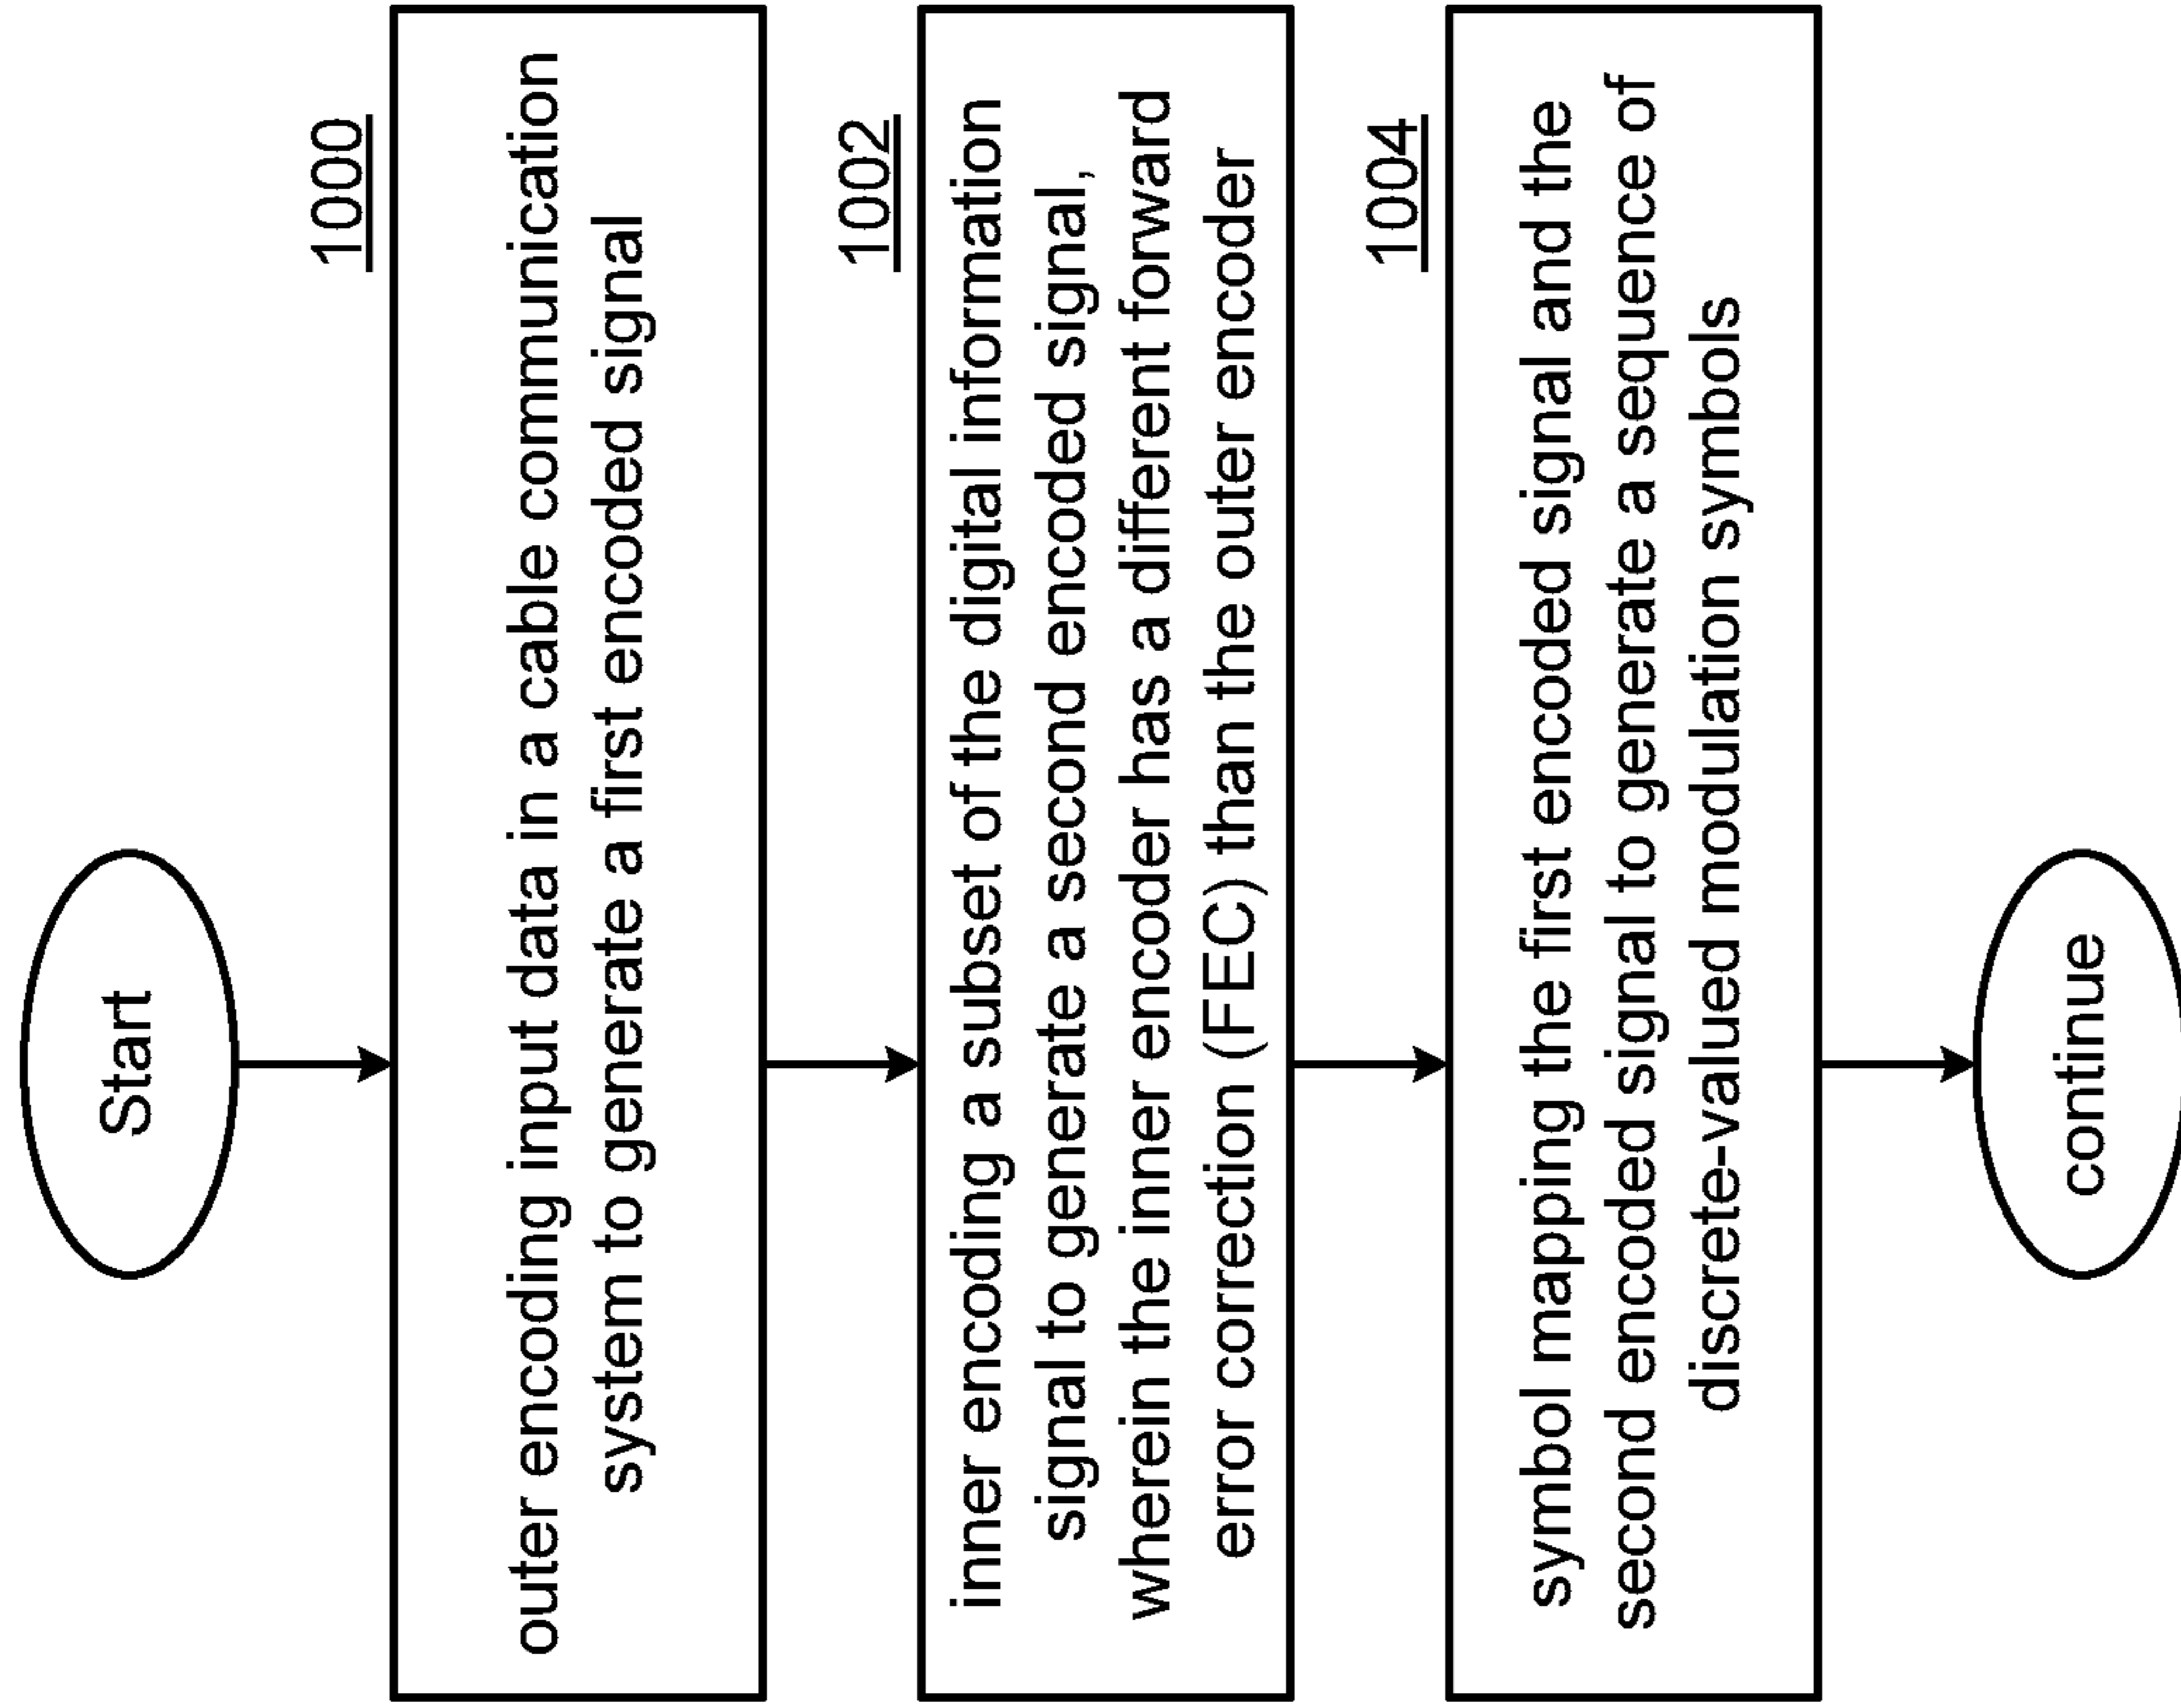 Start
1000
outer encoding input data in a cable communication
system to generate a first encoded signal
1002
inner encoding a subset of the digital information
signal to generate a second encoded signal,
wherein the inner encoder has a different forward
error correction (FEC) than the outer encoder
1004
symbol mapping the first encoded signal and the
second encoded signal to generate a sequence of
discrete-valued modulation symbols
continue